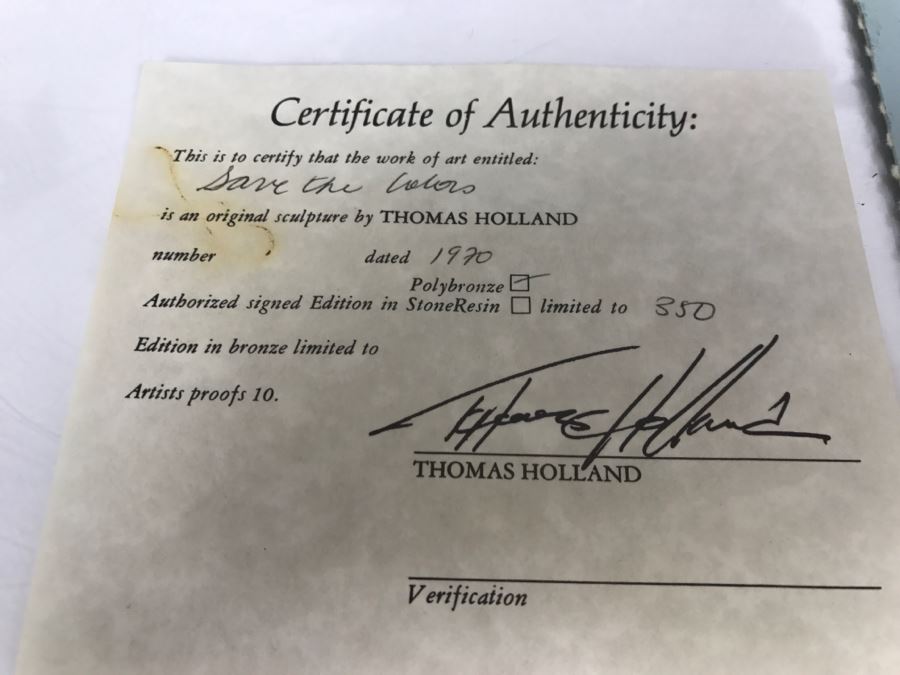 Certificate of Authenticity:
This is to certify that the work of art entitled:
Save the Colors
is an original sculpture by THOMAS HOLLAND
number dated 1970
Polybronze ☑
Authorized signed Edition in StoneResin ☐ limited to 350
Edition in bronze limited to
Artists proofs 10.
Thomas Holland
THOMAS HOLLAND
Verification